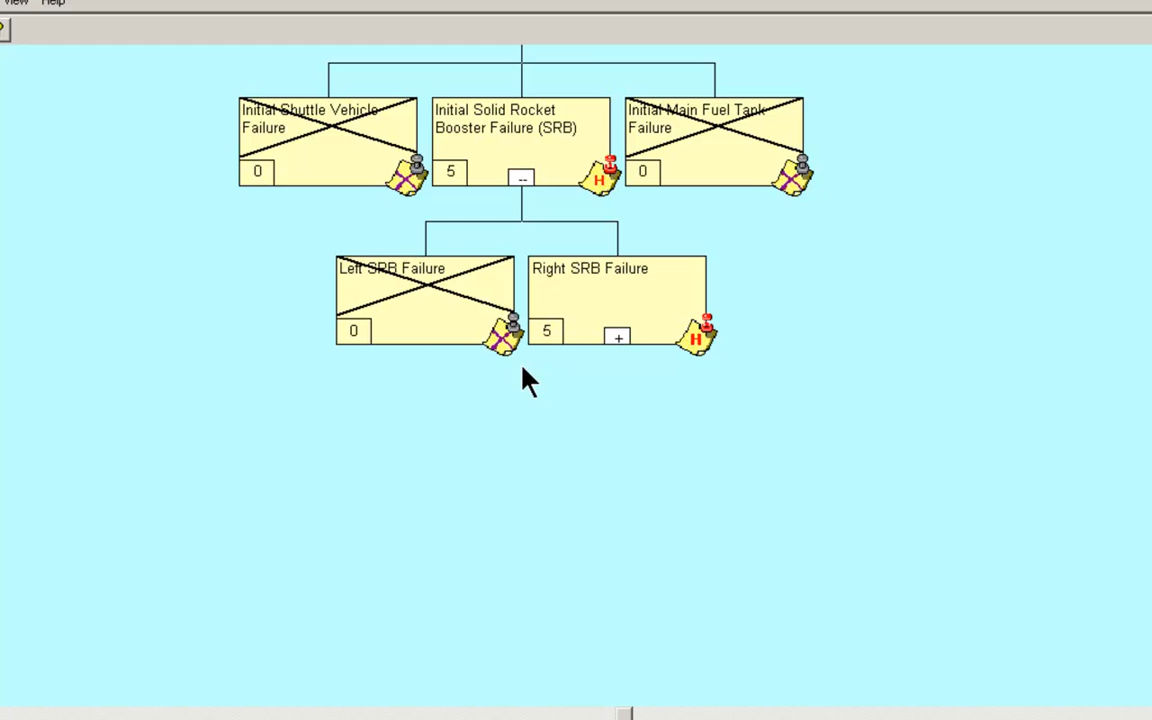 View Help
?
Initial Shuttle Vehicle
Failure
0
Initial Solid Rocket
Booster Failure (SRB)
5
--
H
Initial Main Fuel Tank
Failure
0
Left SRB Failure
0
Right SRB Failure
5
+
H